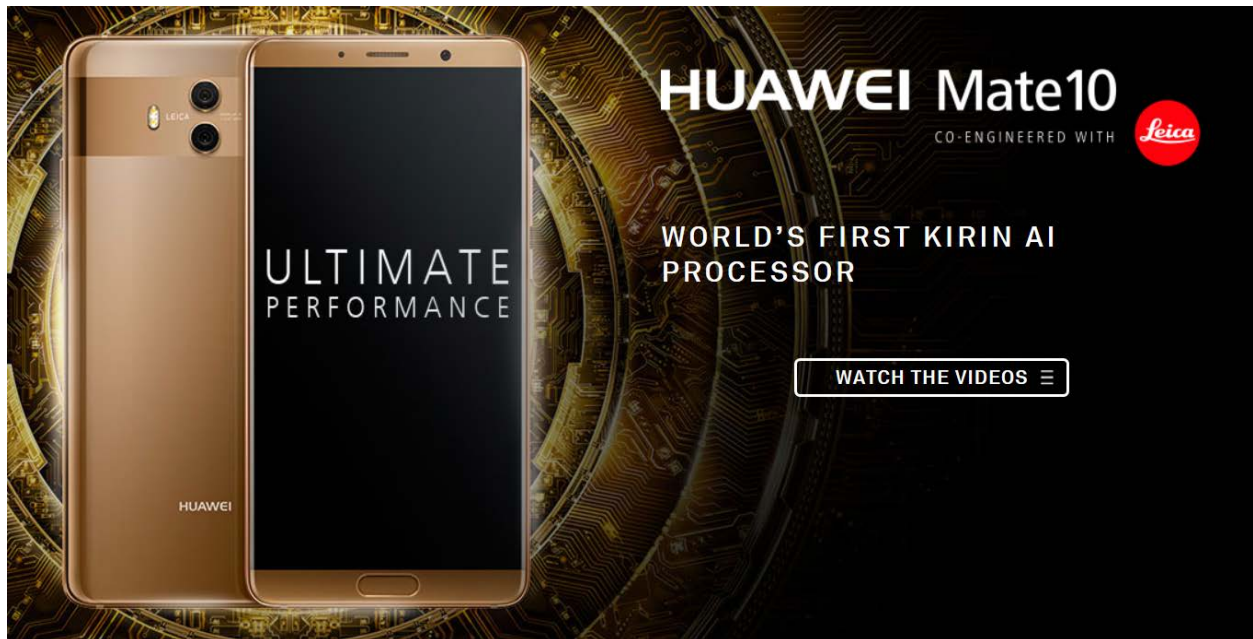 LEICA
HUAWEI
ULTIMATE
PERFORMANCE
HUAWEI Mate10
CO-ENGINEERED WITH
Leica
WORLD'S FIRST KIRIN AI
PROCESSOR
WATCH THE VIDEOS